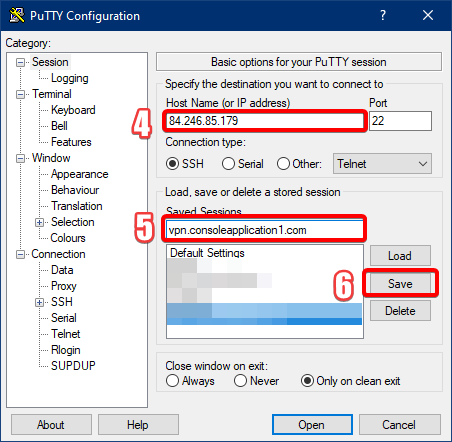 PuTTY Configuration
?
Category:
Session
Logging
Terminal
Keyboard
Bell
Features
Window
Appearance
Behaviour
Translation
Selection
Colours
Connection
Data
Proxy
SSH
Serial
Telnet
Rlogin
SUPDUP
Basic options for your PuTTY session
Specify the destination you want to connect to
Host Name (or IP address) Port
4 84.246.85.179 22
Connection type:
SSH Serial Other: Telnet
Load, save or delete a stored session
Saved Sessions
5 vpn.consoleapplication1.com
Default Settings Load
6 Save
Delete
Close window on exit:
Always Never Only on clean exit
About Help Open Cancel